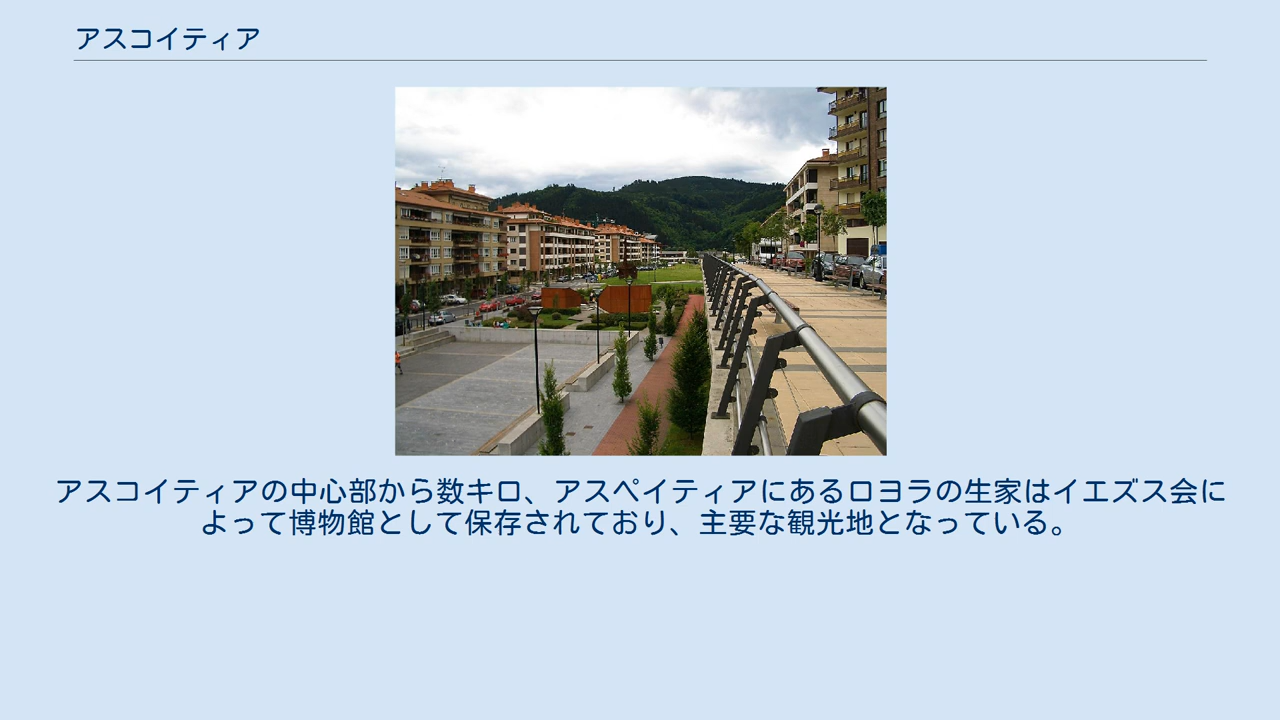 アスコイティア
アスコイティアの中心部から数キロ、アスペイティアにあるロヨラの生家はイエズス会に
よって博物館として保存されており、主要な観光地となっている。